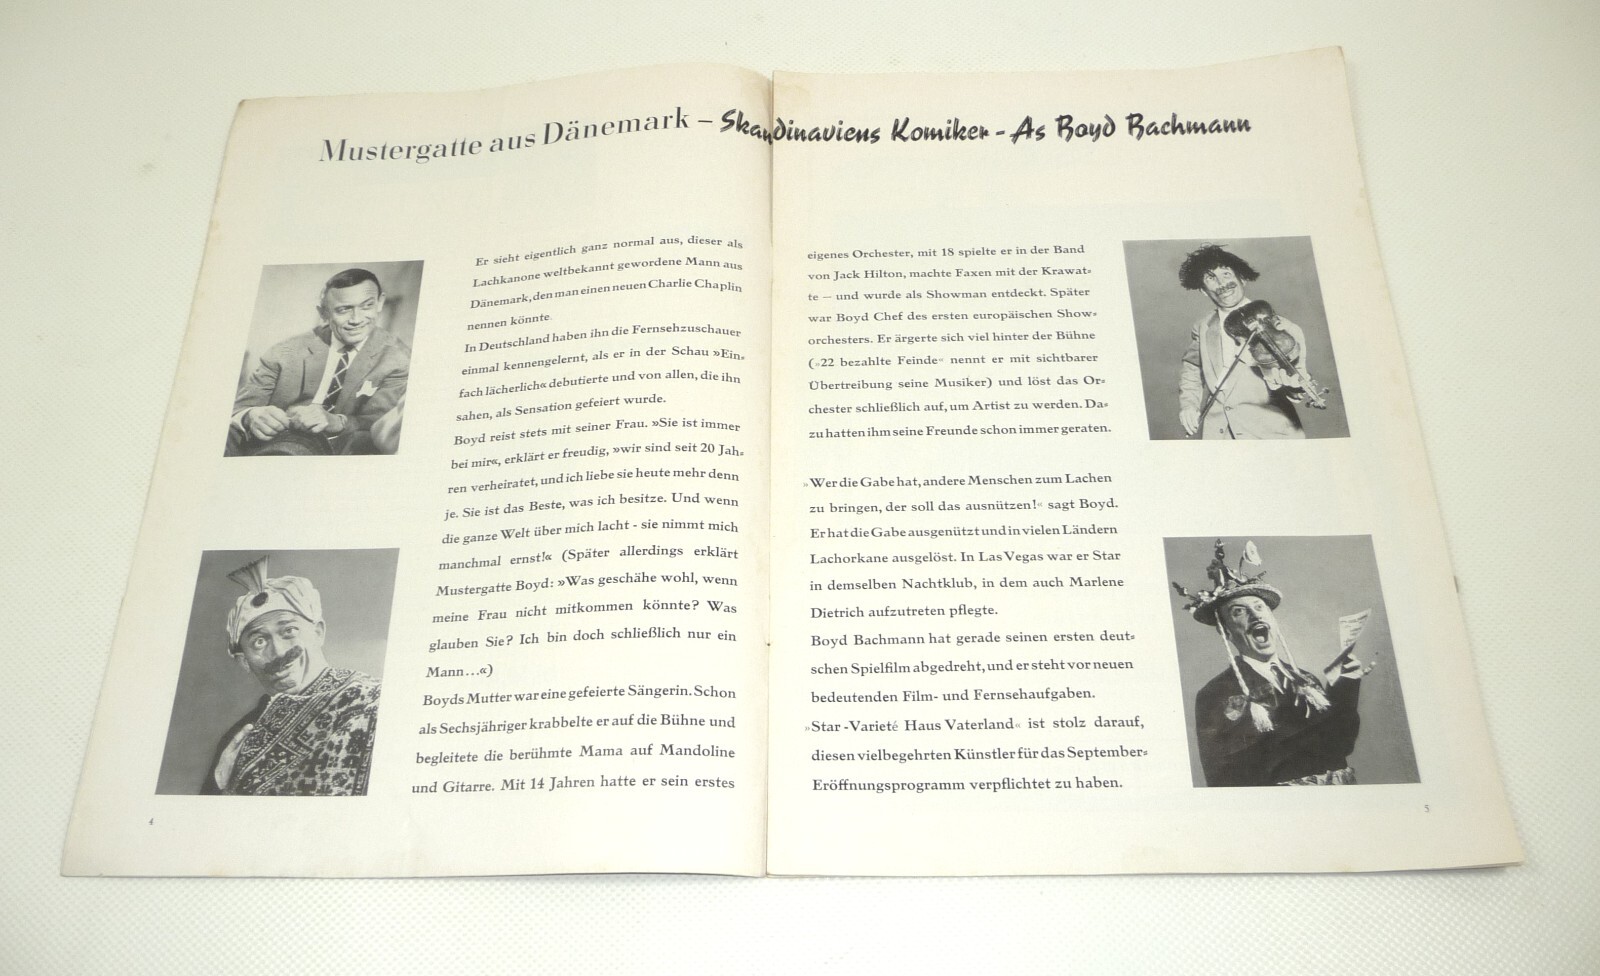 Mustergatte aus Dänemark – Skandinaviens Komiker - As Boyd Bachmann
Er sieht eigentlich ganz normal aus, dieser als
Lachkanone weltbekannt gewordene Mann aus
Dänemark, den man einen neuen Charlie Chaplin
nennen könnte.
In Deutschland haben ihn die Fernsehzuschauer
einmal kennengelernt, als er in der Schau »Ein-
fach lächerlich« debutierte und von allen, die ihn
sahen, als Sensation gefeiert wurde.
Boyd reist stets mit seiner Frau. »Sie ist immer
bei mir«, erklärt er freudig, »wir sind seit 20 Jah-
ren verheiratet, und ich liebe sie heute mehr denn
je. Sie ist das Beste, was ich besitze. Und wenn
die ganze Welt über mich lacht - sie nimmt mich
manchmal ernst!« (Später allerdings erklärt
Mustergatte Boyd: »Was geschähe wohl, wenn
meine Frau nicht mitkommen könnte? Was
glauben Sie? Ich bin doch schließlich nur ein
Mann...«)
Boyds Mutter war eine gefeierte Sängerin. Schon
als Sechsjähriger krabbelte er auf die Bühne und
begleitete die berühmte Mama auf Mandoline
und Gitarre. Mit 14 Jahren hatte er sein erstes
4
eigenes Orchester, mit 18 spielte er in der Band
von Jack Hilton, machte Faxen mit der Krawat-
te – und wurde als Showman entdeckt. Später
war Boyd Chef des ersten europäischen Show-
orchesters. Er ärgerte sich viel hinter der Bühne
(»22 bezahlte Feinde« nennt er mit sichtbarer
Übertreibung seine Musiker) und löst das Or-
chester schließlich auf, um Artist zu werden. Da-
zu hatten ihm seine Freunde schon immer geraten.
»Wer die Gabe hat, andere Menschen zum Lachen
zu bringen, der soll das ausnützen!« sagt Boyd.
Er hat die Gabe ausgenützt und in vielen Ländern
Lachorkane ausgelöst. In Las Vegas war er Star
in demselben Nachtklub, in dem auch Marlene
Dietrich aufzutreten pflegte.
Boyd Bachmann hat gerade seinen ersten deut-
schen Spielfilm abgedreht, und er steht vor neuen
bedeutenden Film- und Fernsehaufgaben.
»Star-Varieté Haus Vaterland« ist stolz darauf,
diesen vielbegehrten Künstler für das September-
Eröffnungsprogramm verpflichtet zu haben.
5